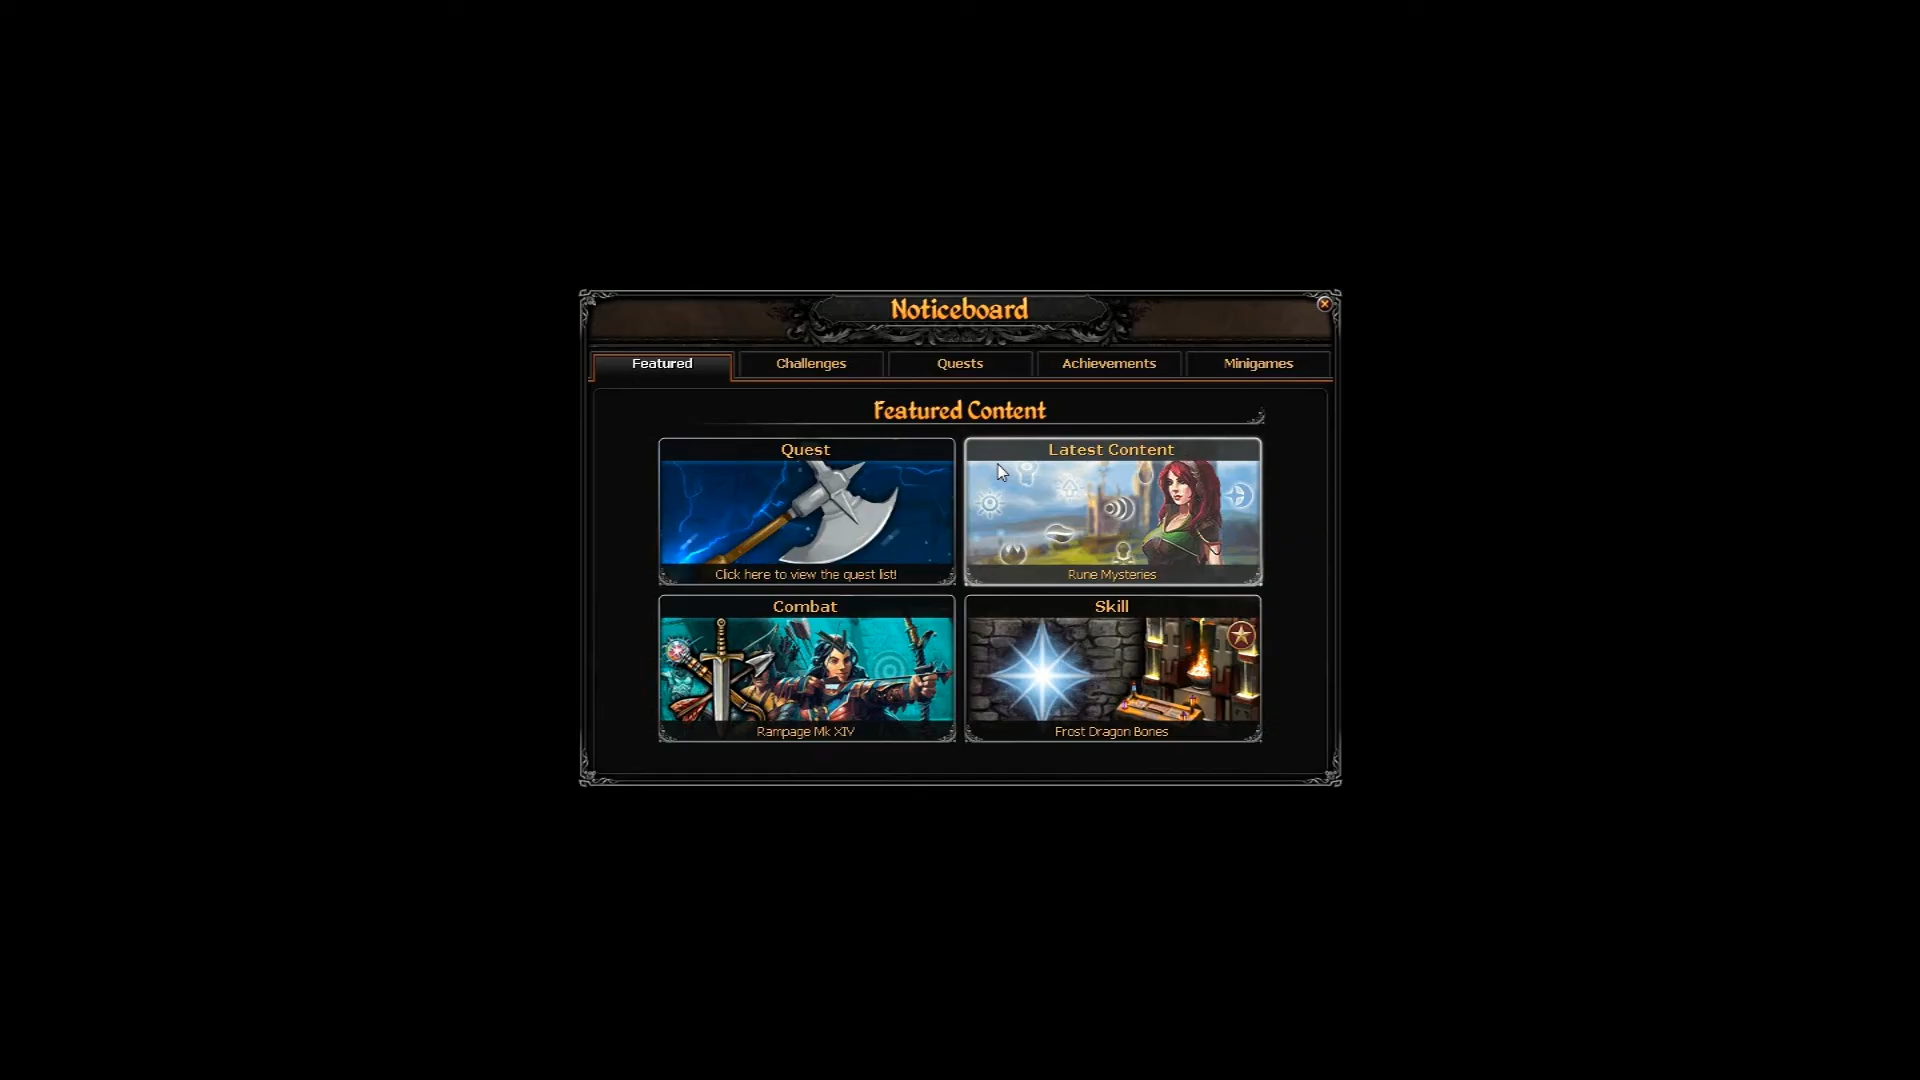 Noticeboard
Featured
Challenges
Quests
Achievements
Minigames
Featured Content
Quest
Click here to view the quest list!
Latest Content
Rune Mysteries
Combat
Rampage Mk XIV
Skill
Frost Dragon Bones